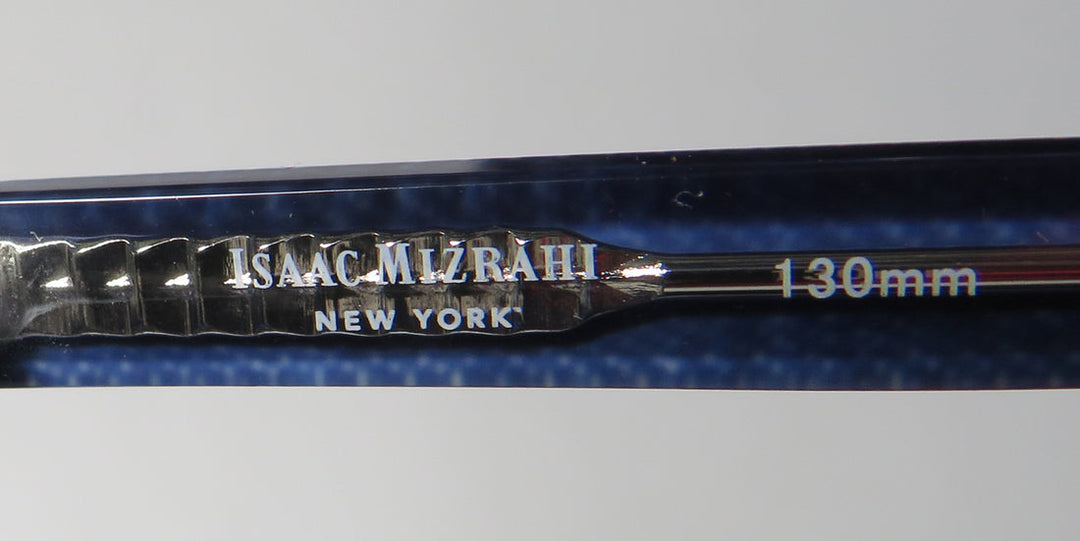 ISAAC MIZRAHI
NEW YORK
130mm